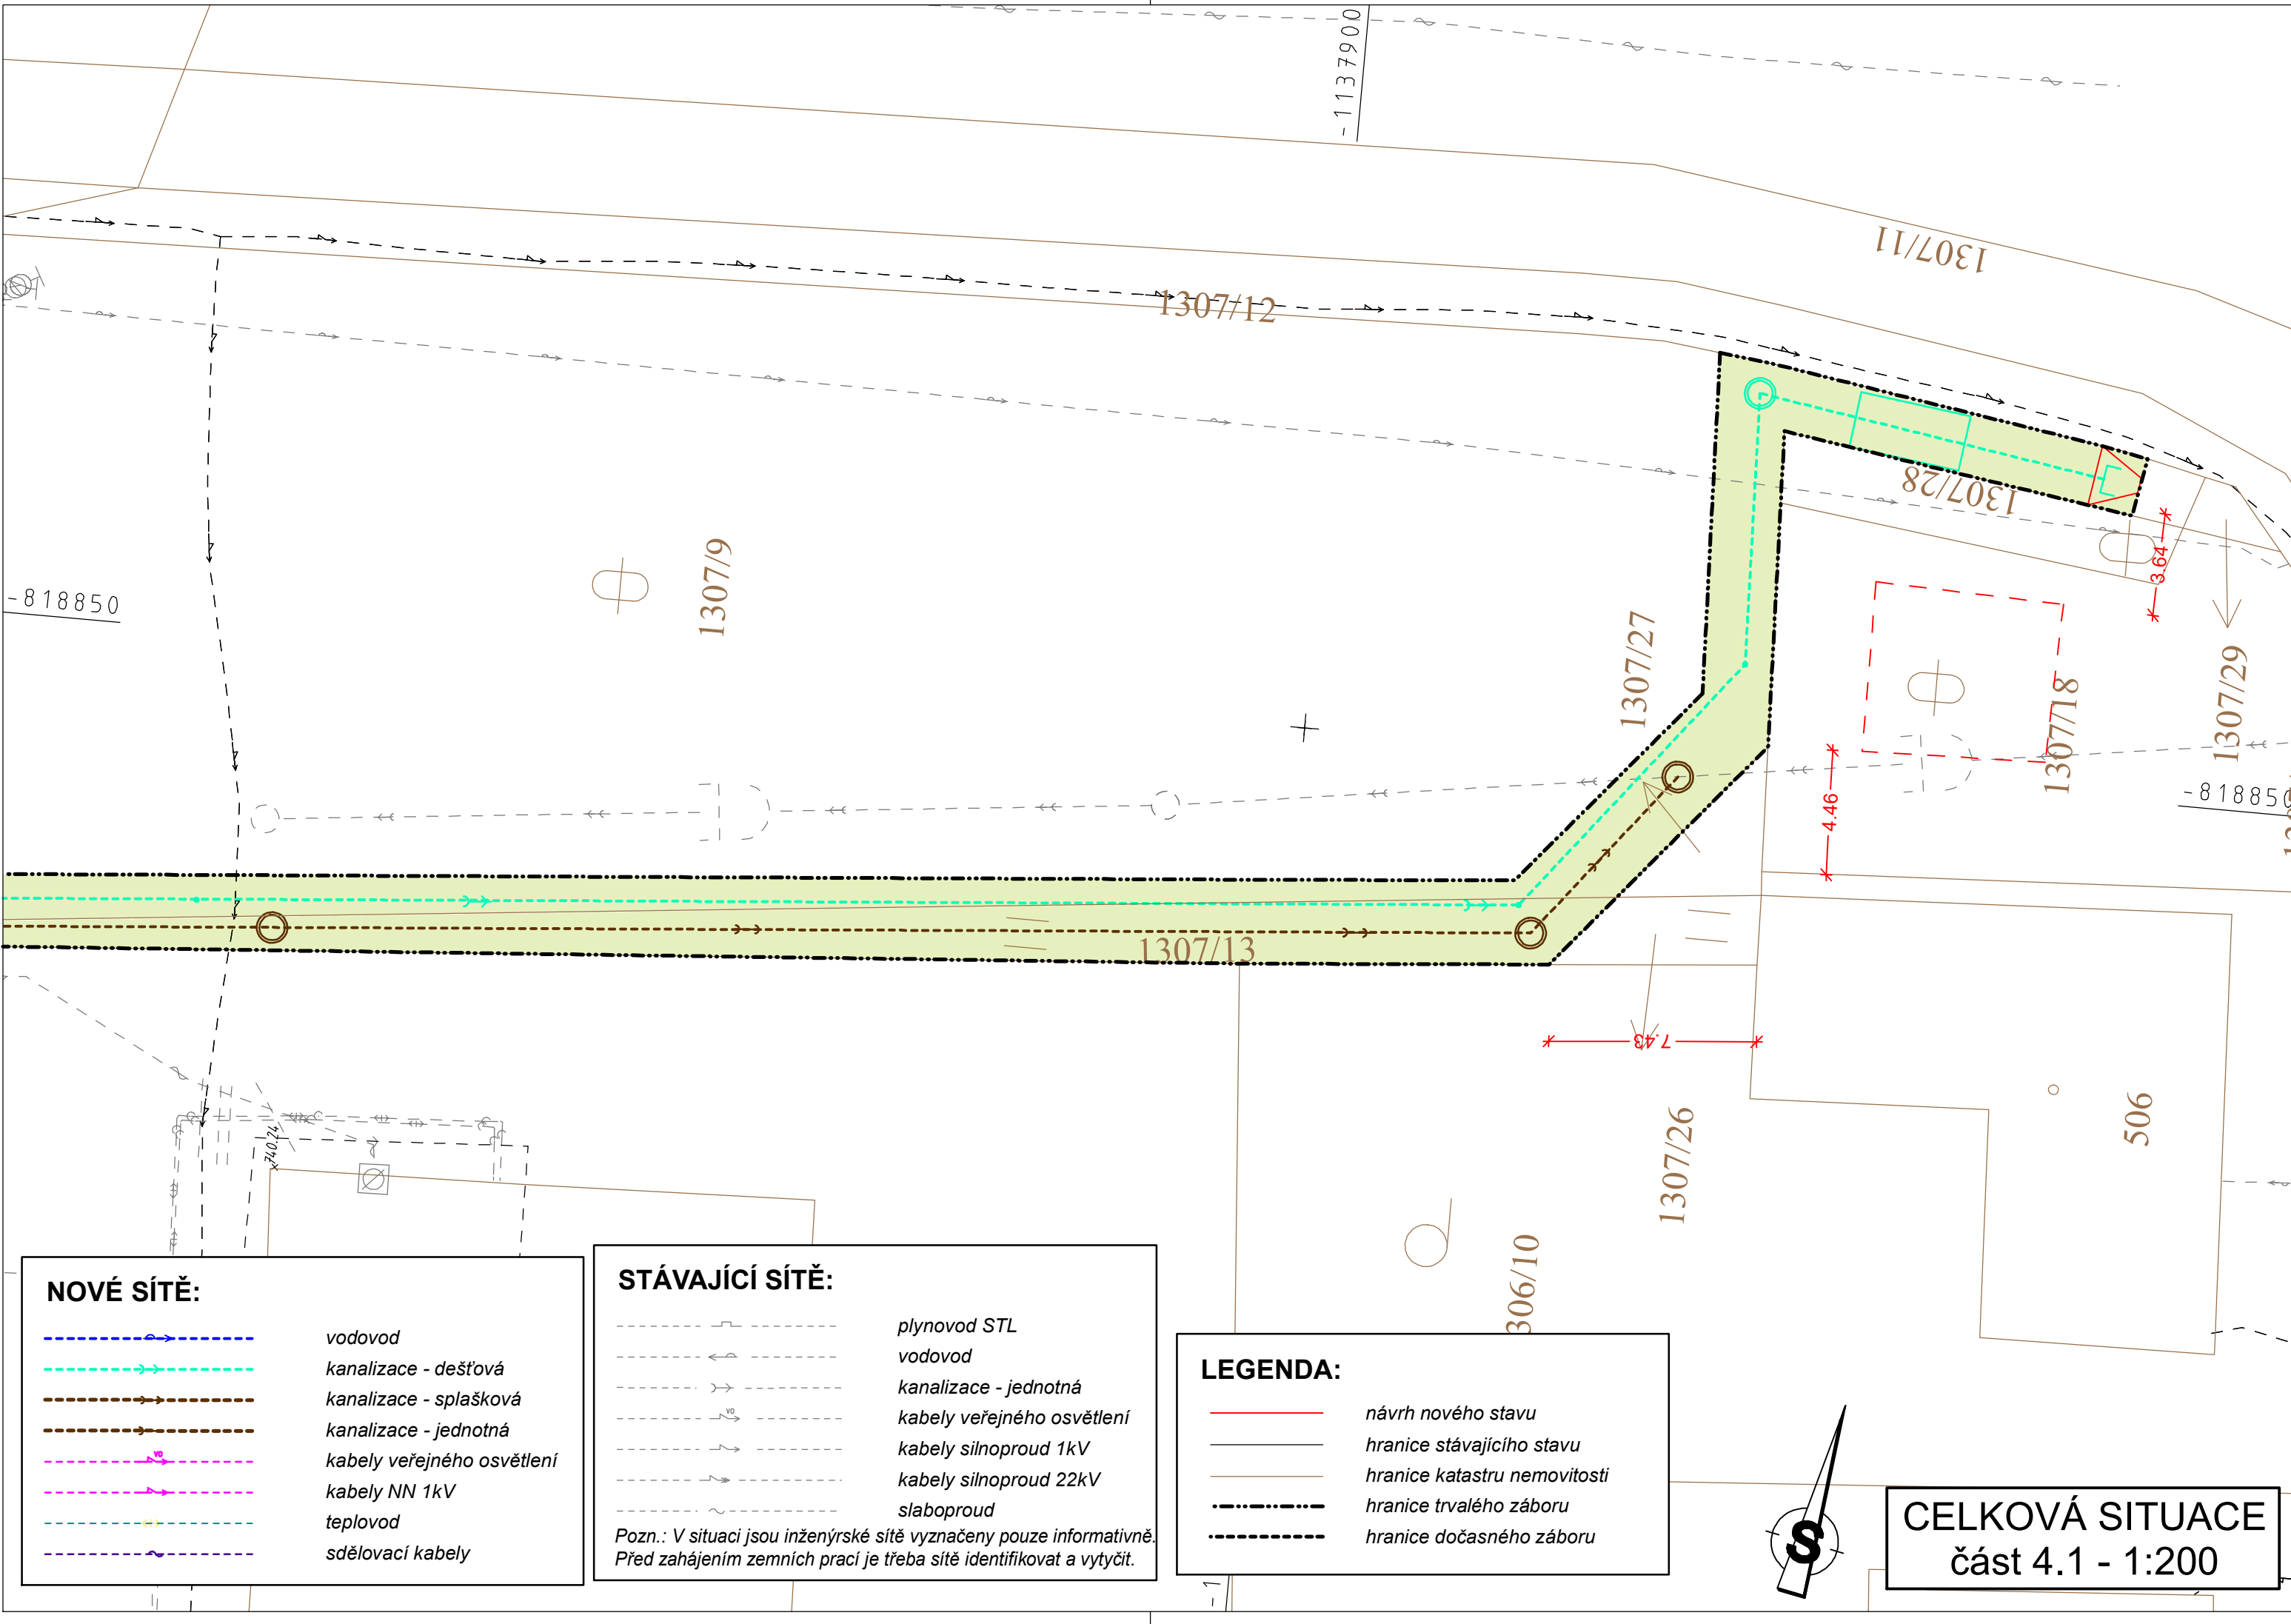 -1137900
1307/11
1307/12
1307/28
3.64
1307/9
-818850
1307/27
1307/18
1307/29
-818850
4.46
1307/13
7.43
740.24
506
1307/26
306/10
NOVÉ SÍTĚ:
vodovod
kanalizace - dešťová
kanalizace - splašková
kanalizace - jednotná
VO
kabely veřejného osvětlení
kabely NN 1kV
teplovod
sdělovací kabely
STÁVAJÍCÍ SÍTĚ:
plynovod STL
vodovod
kanalizace - jednotná
VO
kabely veřejného osvětlení
kabely silnoproud 1kV
kabely silnoproud 22kV
slaboproud
Pozn.: V situaci jsou inženýrské sítě vyznačeny pouze informativně.
Před zahájením zemních prací je třeba sítě identifikovat a vytyčit.
LEGENDA:
návrh nového stavu
hranice stávajícího stavu
hranice katastru nemovitosti
hranice trvalého záboru
hranice dočasného záboru
S
CELKOVÁ SITUACE
část 4.1 - 1:200